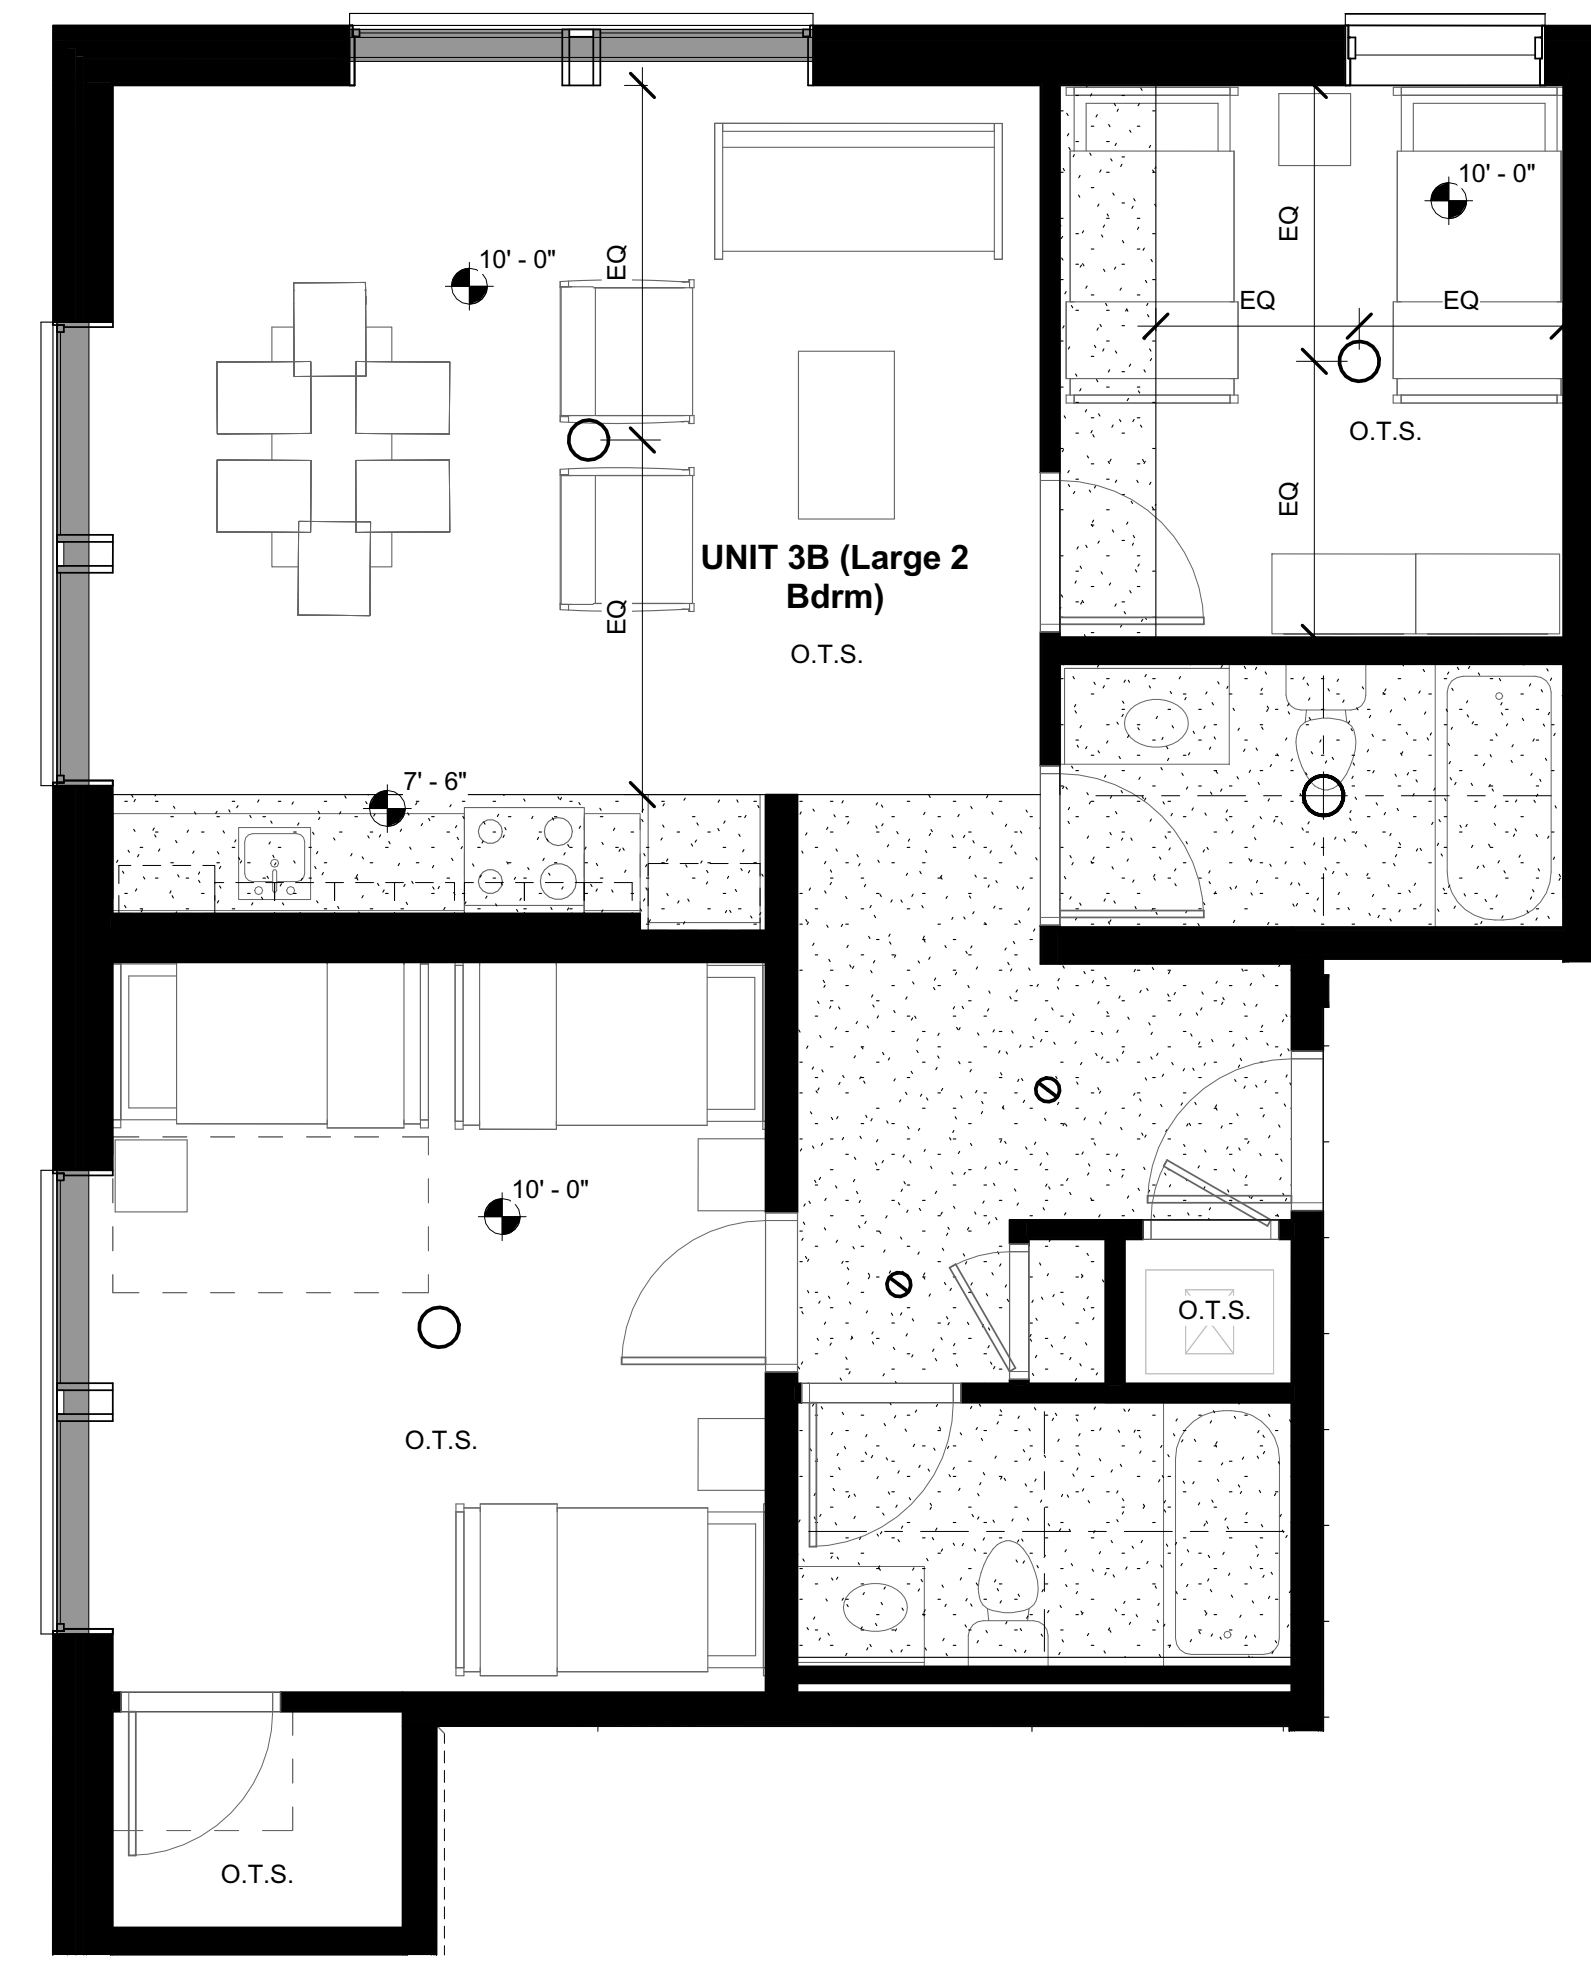 10' - 0"
EQ
10' - 0"
EQ
EQ
EQ
O.T.S.
EQ
UNIT 3B (Large 2
Bdrm)
EQ
O.T.S.
7' - 6"
10' - 0"
O.T.S.
O.T.S.
O.T.S.